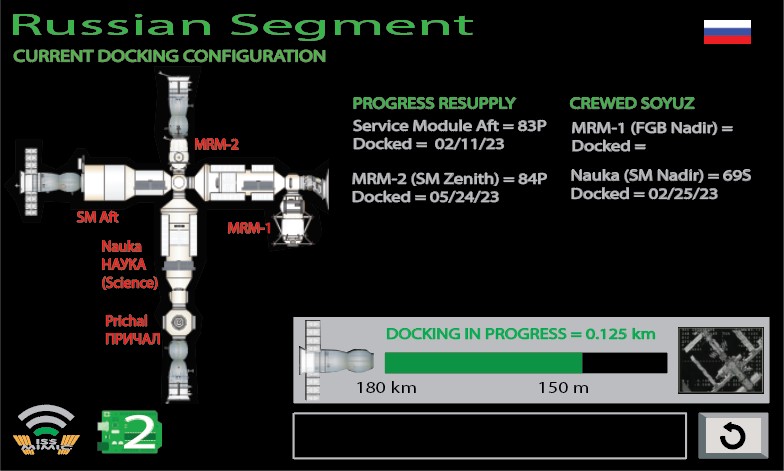 Russian Segment
CURRENT DOCKING CONFIGURATION
PROGRESS RESUPPLY
Service Module Aft = 83P
Docked = 02/11/23
MRM-2 (SM Zenith) = 84P
Docked = 05/24/23
CREWED SOYUZ
MRM-1 (FGB Nadir) =
Docked =
Nauka (SM Nadir) = 69S
Docked = 02/25/23
MRM-2
SM Aft
MRM-1
Nauka
НАУКА
(Science)
Prichal
ПРИЧАЛ
DOCKING IN PROGRESS = 0.125 km
180 km
150 m
ISS
MIMIC
2